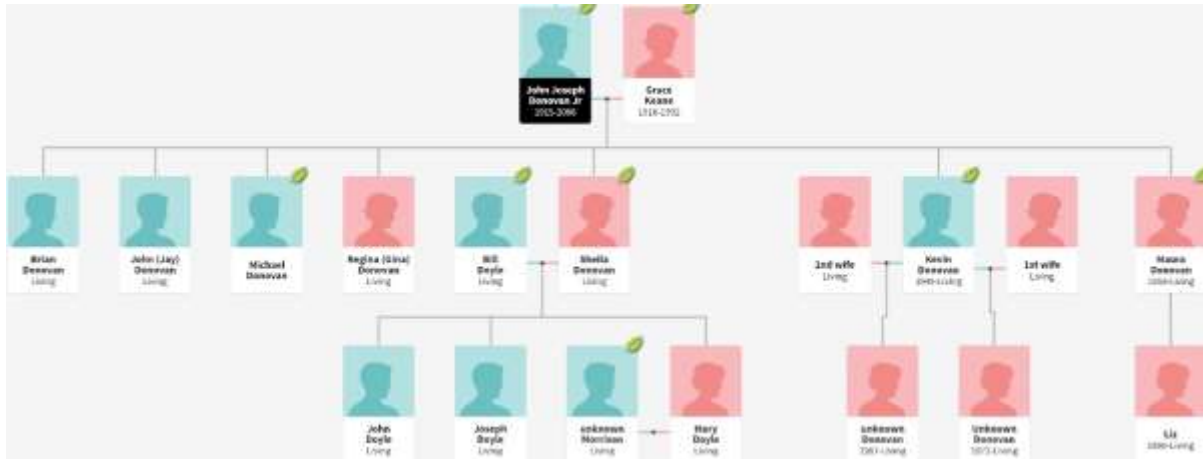 John Joseph
Donovan Jr
Grace
Keane
Brian
Donovan
Living
John (Jay)
Donovan
Living
Michael
Donovan
Regina (Gina)
Donovan
Living
Bill
Doyle
Living
Sheila
Donovan
Living
2nd wife
Living
Kevin
Donovan
1st wife
Living
Donovan
John
Doyle
Living
Joseph
Doyle
Living
unknown
Morrison
Living
Mary
Doyle
Living
unknown
Donovan
Unknown
Donovan
Liz